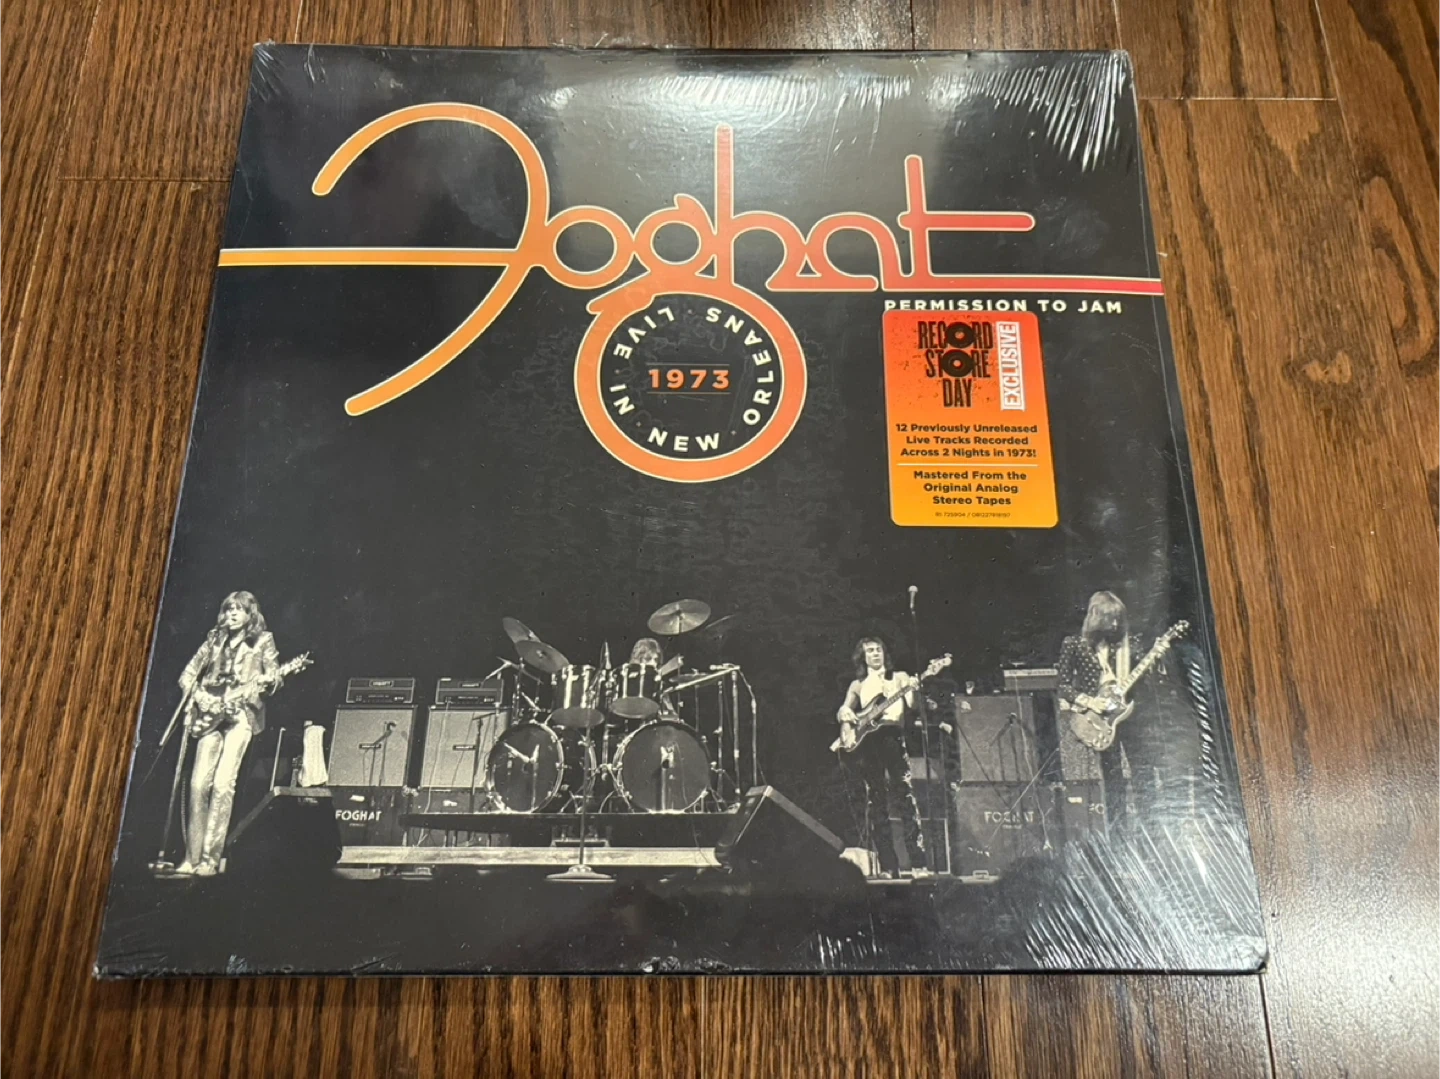 Foghat
PERMISSION TO JAM
LIVE IN NEW ORLEANS
1973
RECORD
STORE
DAY
EXCLUSIVE
12 Previously Unreleased
Live Tracks Recorded
Across 2 Nights in 1973!
Mastered From the
Original Analog
Stereo Tapes
FOGHAT
FOGHAT
FO